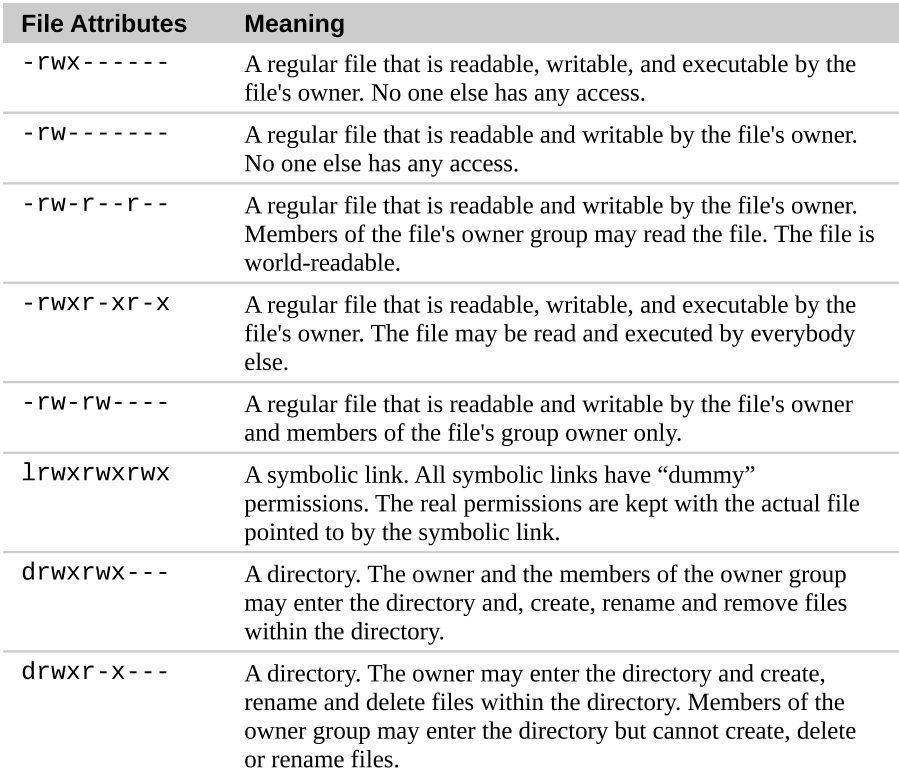 File Attributes Meaning
-rwx------ A regular file that is readable, writable, and executable by the
file's owner. No one else has any access.
-rw------- A regular file that is readable and writable by the file's owner.
No one else has any access.
-rw-r--r-- A regular file that is readable and writable by the file's owner.
Members of the file's owner group may read the file. The file is
world-readable.
-rwxr-xr-x A regular file that is readable, writable, and executable by the
file's owner. The file may be read and executed by everybody
else.
-rw-rw---- A regular file that is readable and writable by the file's owner
and members of the file's group owner only.
lrwxrwxrwx A symbolic link. All symbolic links have “dummy”
permissions. The real permissions are kept with the actual file
pointed to by the symbolic link.
drwxrwx--- A directory. The owner and the members of the owner group
may enter the directory and, create, rename and remove files
within the directory.
drwxr-x--- A directory. The owner may enter the directory and create,
rename and delete files within the directory. Members of the
owner group may enter the directory but cannot create, delete
or rename files.